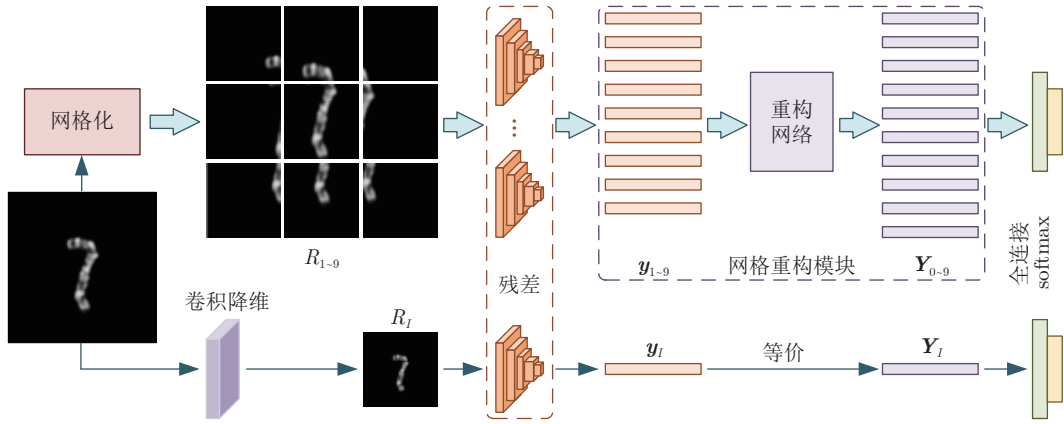 网格化
R1~9
…
残差
重构
网络
y1~9
网格重构模块
Y0~9
全连接
softmax
卷积降维
RI
yI
等价
YI